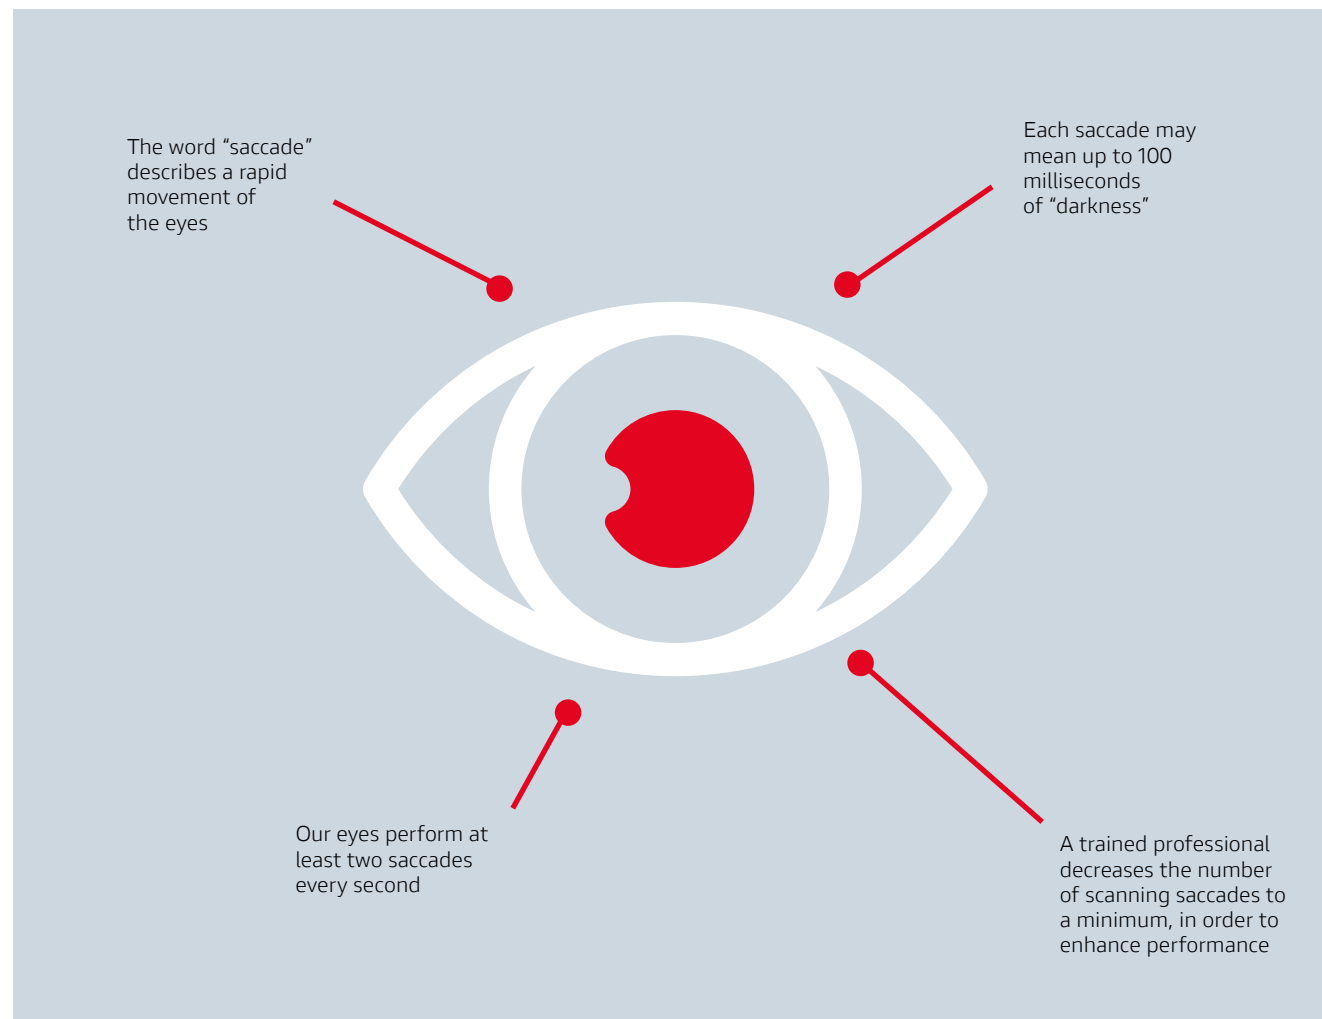 The word “saccade”
describes a rapid
movement of
the eyes
Each saccade may
mean up to 100
milliseconds
of “darkness”
Our eyes perform at
least two saccades
every second
A trained professional
decreases the number
of scanning saccades to
a minimum, in order to
enhance performance